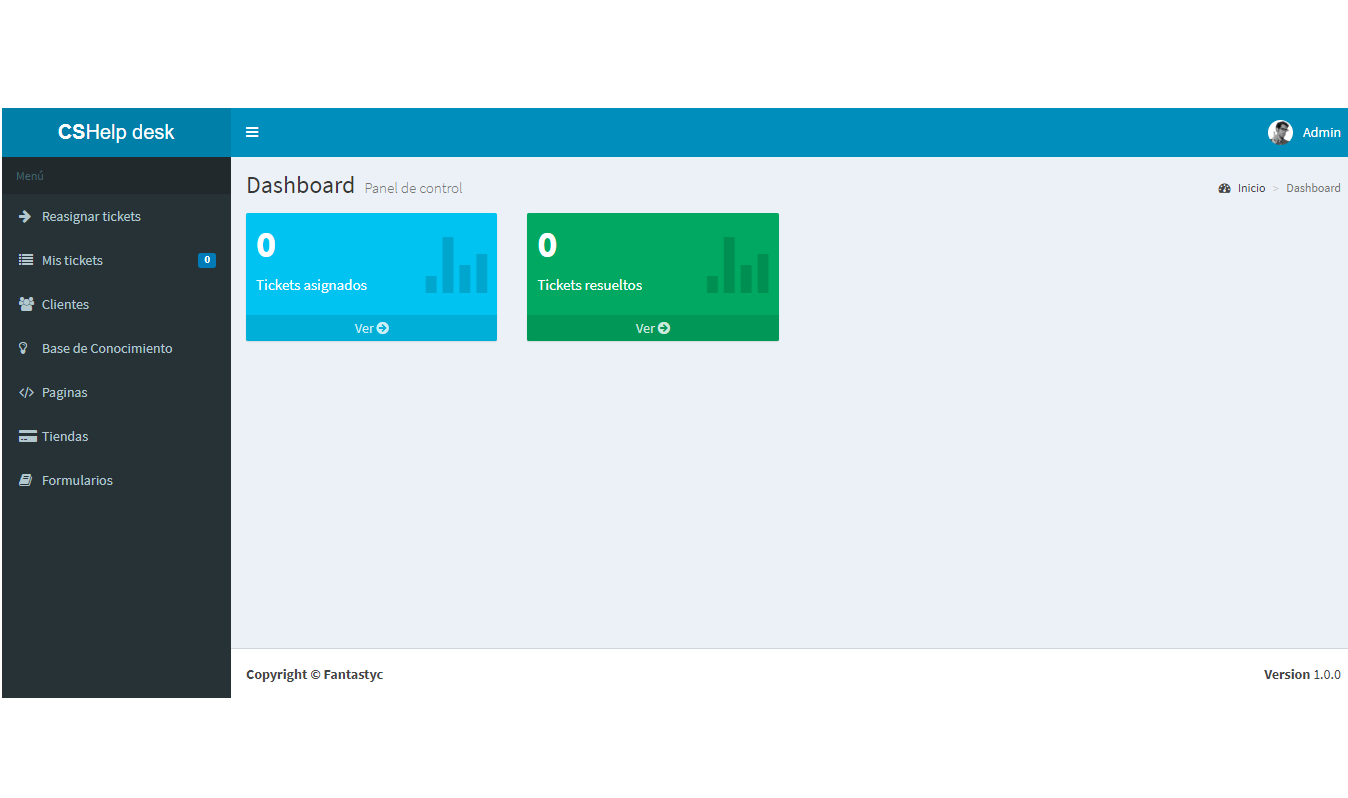 CSHelp desk
Admin
Menú
Reasignar tickets
Mis tickets 0
Clientes
Base de Conocimiento
Paginas
Tiendas
Formularios
Dashboard Panel de control
Inicio > Dashboard
0
Tickets asignados
Ver
0
Tickets resueltos
Ver
Copyright © Fantastyc
Version 1.0.0